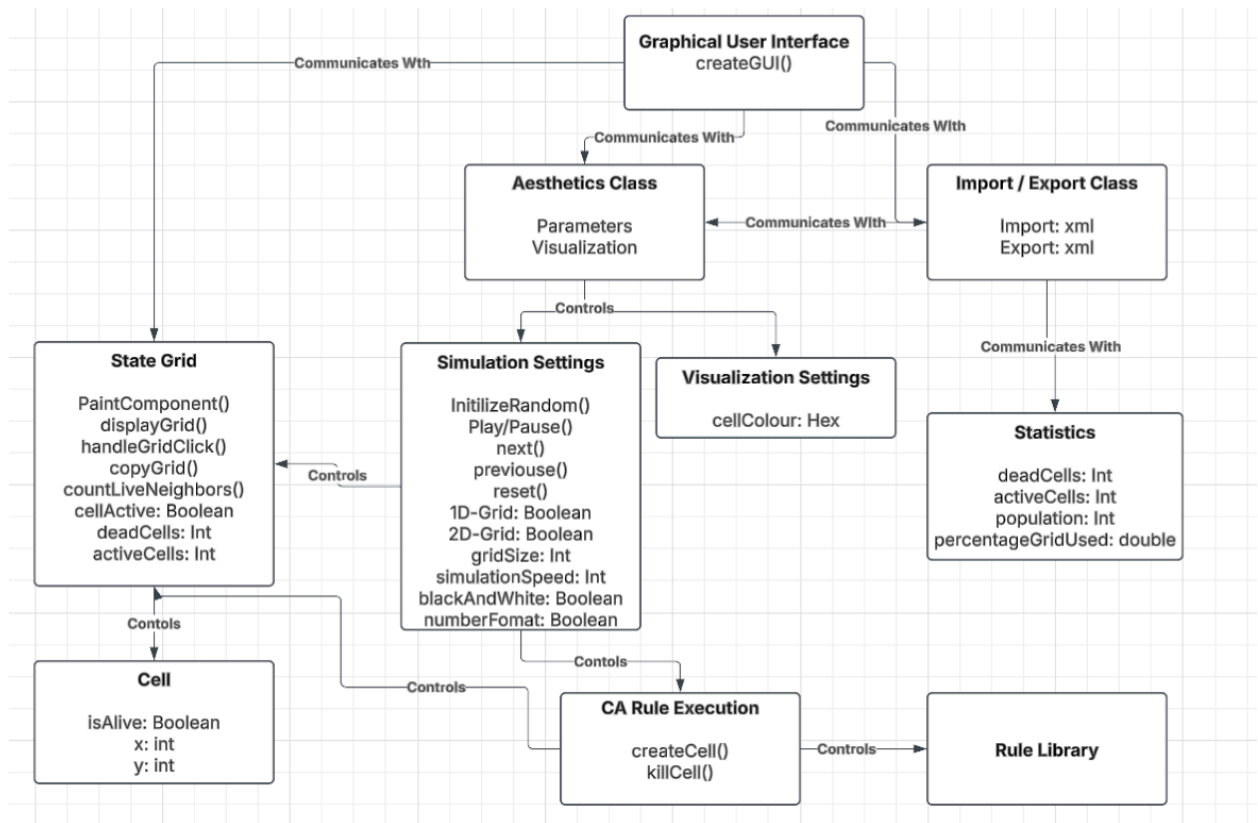 Graphical User Interface
createGUI()
Communicates Wth
Communicates With
Communicates WIth
Aesthetics Class
Parameters
Visualization
Communicates WIth
Import / Export Class
Import: xml
Export: xml
Controls
Communicates With
State Grid
PaintComponent()
displayGrid()
handleGridClick()
copyGrid()
countLiveNeighbors()
cellActive: Boolean
deadCells: Int
activeCells: Int
Controls
Simulation Settings
InitilizeRandom()
Play/Pause()
next()
previouse()
reset()
1D-Grid: Boolean
2D-Grid: Boolean
gridSize: Int
simulationSpeed: Int
blackAndWhite: Boolean
numberFomat: Boolean
Visualization Settings
cellColour: Hex
Statistics
deadCells: Int
activeCells: Int
population: Int
percentageGridUsed: double
Contols
Cell
isAlive: Boolean
x: int
y: int
Contols
Controls
CA Rule Execution
createCell()
killCell()
Controls
Rule Library